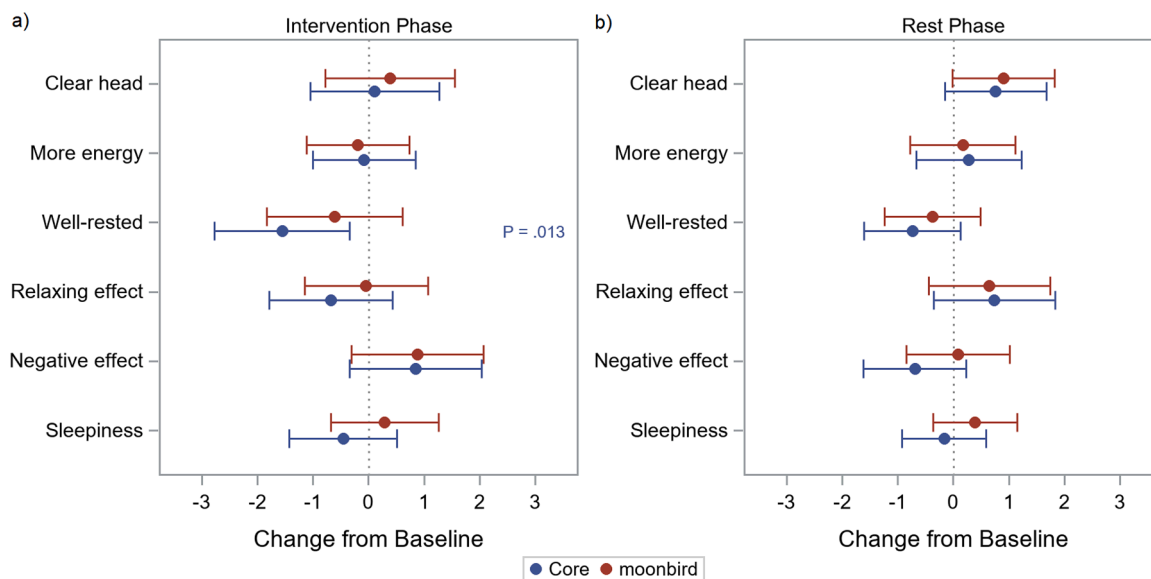 a)
Intervention Phase
Clear head
More energy
Well-rested
P = .013
Relaxing effect
Negative effect
Sleepiness
-3 -2 -1 0 1 2 3
Change from Baseline
b)
Rest Phase
Clear head
More energy
Well-rested
Relaxing effect
Negative effect
Sleepiness
-3 -2 -1 0 1 2 3
Change from Baseline
Core moonbird